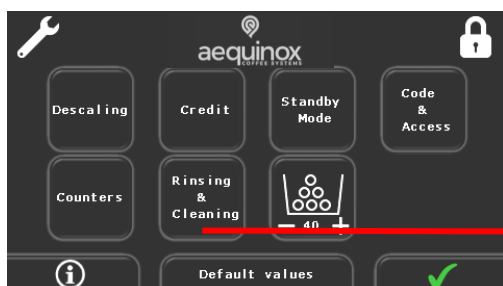 aequinox
COFFEE SYSTEMS
Descaling
Credit
Standby
Mode
Code
&
Access
Counters
Rinsing
&
Cleaning
- 40 +
Default values